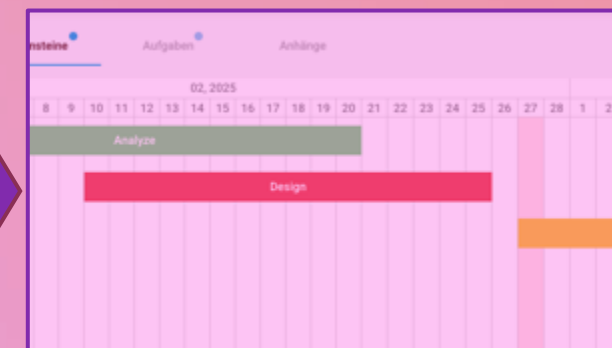 nsteine Aufgaben Anhänge
02, 2025
8 9 10 11 12 13 14 15 16 17 18 19 20 21 22 23 24 25 26 27 28 1 2
Analyze
Design